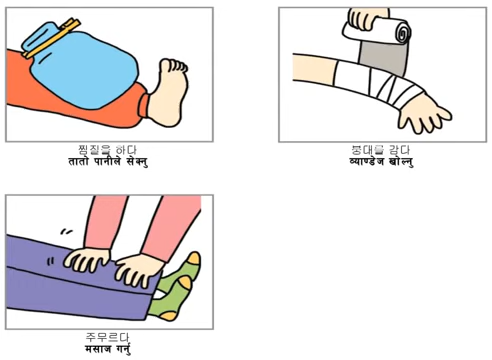 찜질을 하다
तातो पानीले सेक्नु
붕대를 감다
ब्याण्डेज खोल्नु
주무르다
मसाज गर्नु